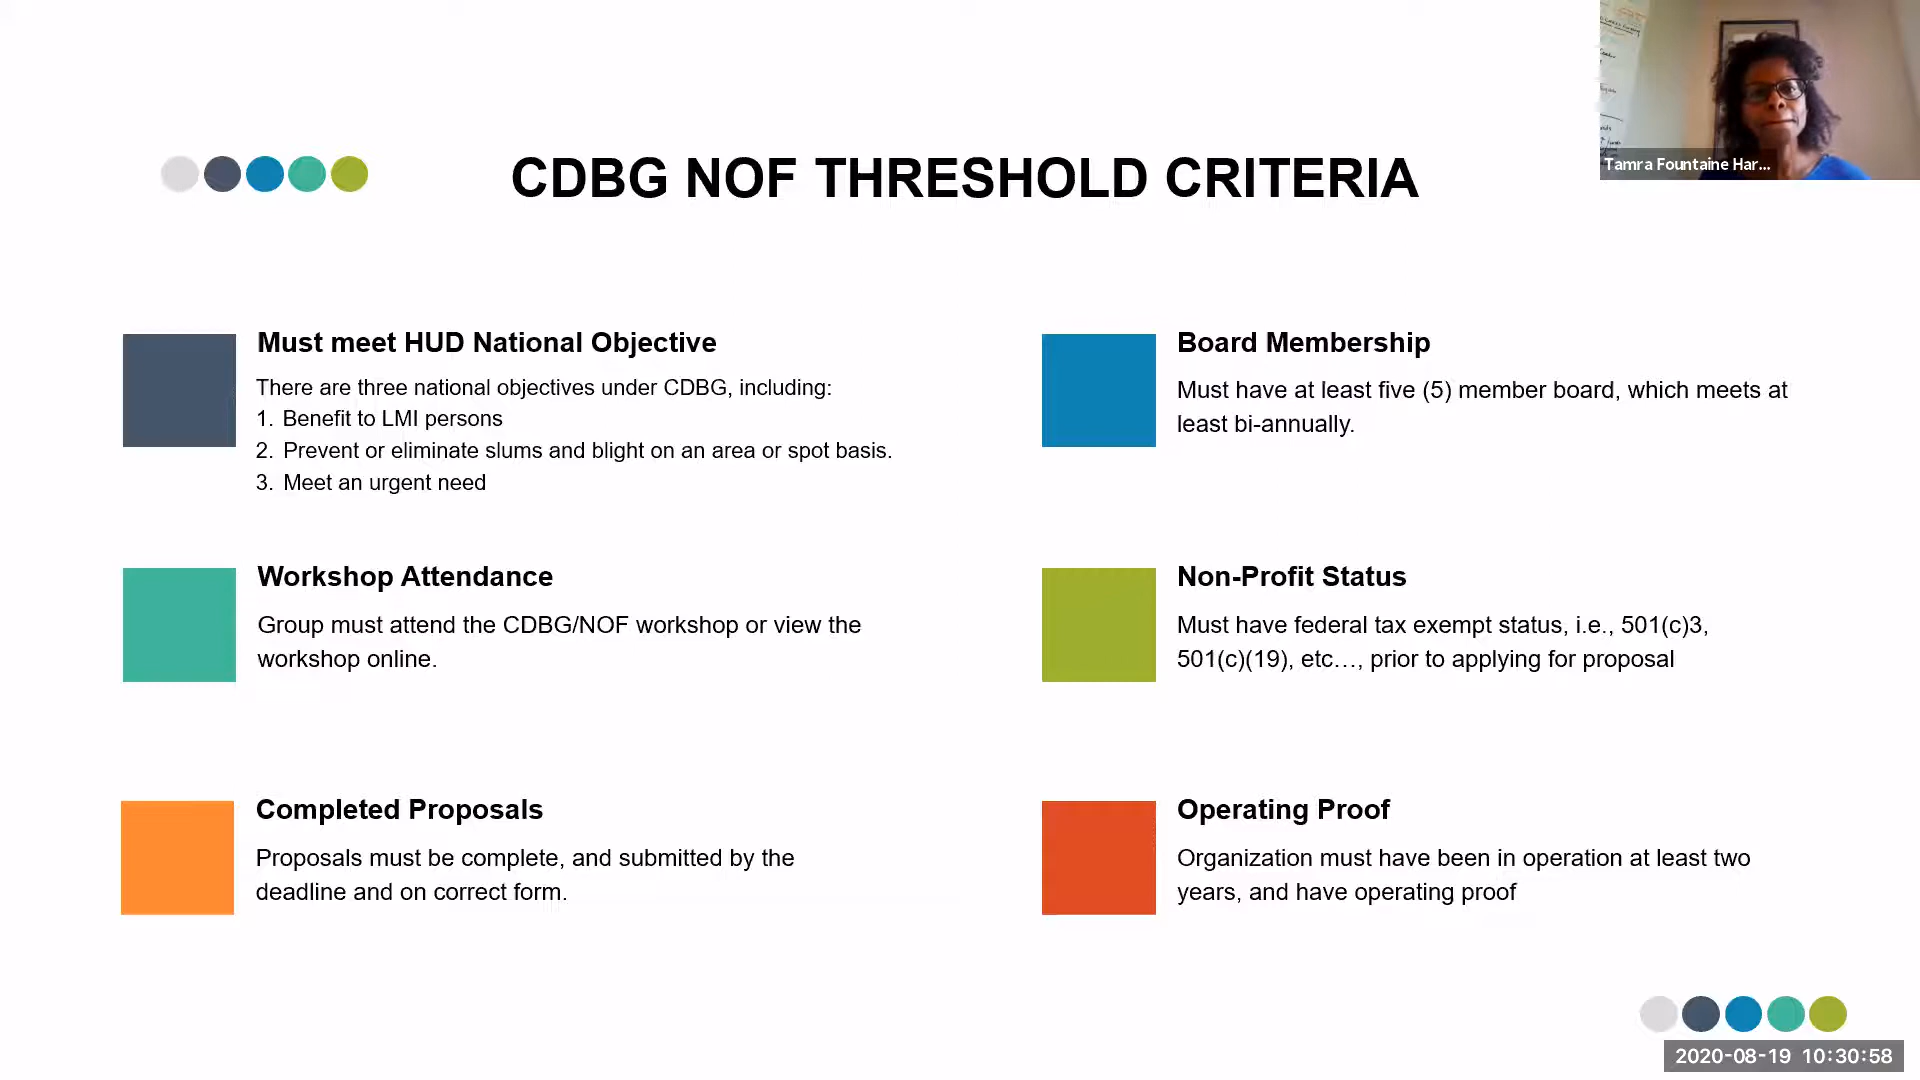 CDBG NOF THRESHOLD CRITERIA
Tamra Fountaine Har...
Must meet HUD National Objective
There are three national objectives under CDBG, including:
1. Benefit to LMI persons
2. Prevent or eliminate slums and blight on an area or spot basis.
3. Meet an urgent need
Board Membership
Must have at least five (5) member board, which meets at
least bi-annually.
Workshop Attendance
Group must attend the CDBG/NOF workshop or view the
workshop online.
Non-Profit Status
Must have federal tax exempt status, i.e., 501(c)3,
501(c)(19), etc…, prior to applying for proposal
Completed Proposals
Proposals must be complete, and submitted by the
deadline and on correct form.
Operating Proof
Organization must have been in operation at least two
years, and have operating proof
2020-08-19 10:30:58